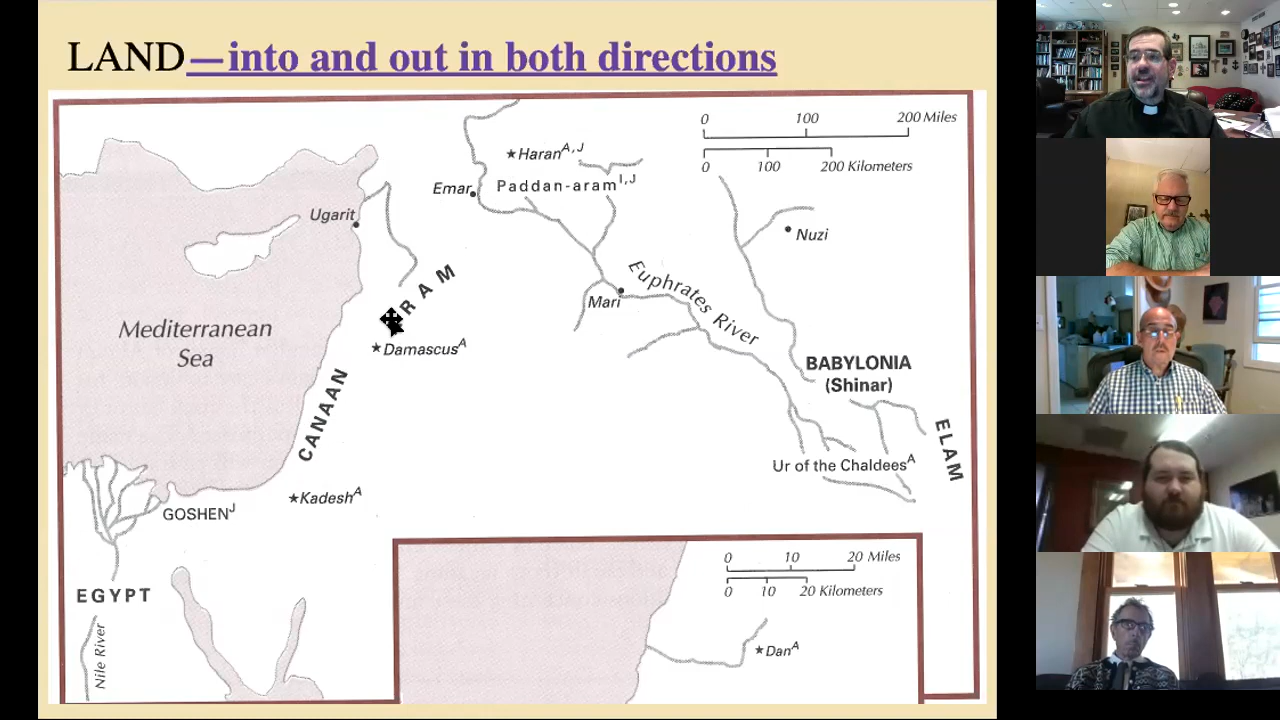 LAND—into and out in both directions
0 100 200 Miles
0 100 200 Kilometers
Haran A,J
Paddan-aram I,J
Emar
Ugarit
Nuzi
ARAM
Mari
Euphrates River
Mediterranean
Sea
Damascus A
BABYLONIA
(Shinar)
CANAAN
ELAM
Ur of the Chaldees A
Kadesh A
GOSHEN J
EGYPT
Nile River
0 10 20 Miles
0 10 20 Kilometers
Dan A